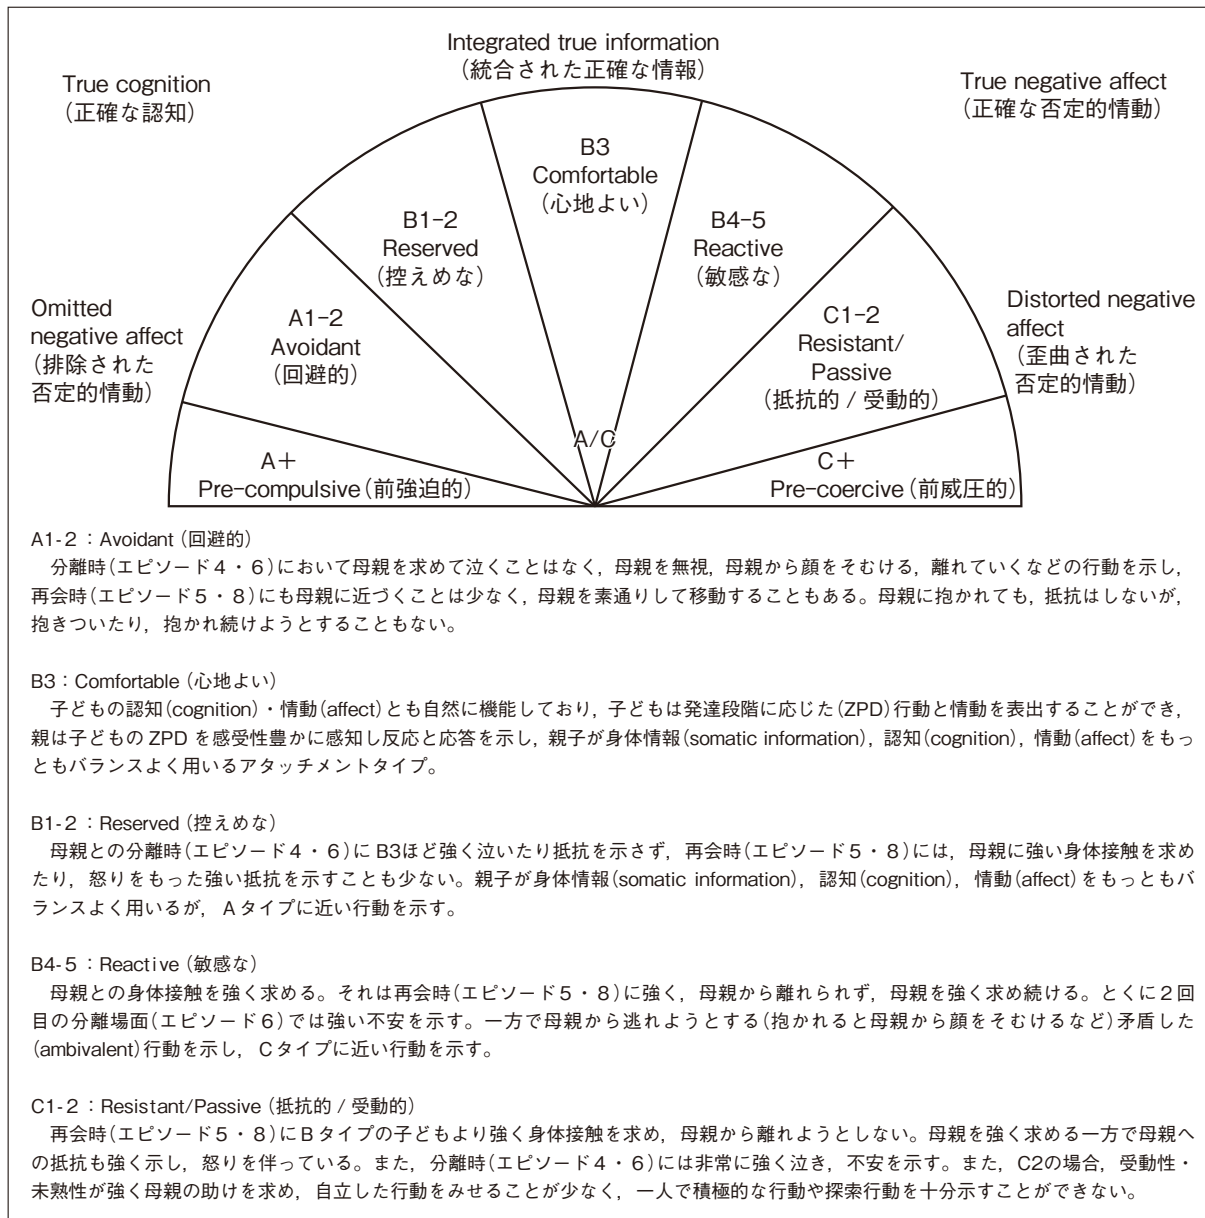 Integrated true information
（統合された正確な情報）
True cognition
（正確な認知）
True negative affect
（正確な否定的情動）
B3
Comfortable
（心地よい）
B1-2
Reserved
（控えめな）
B4-5
Reactive
（敏感な）
Omitted
negative affect
（排除された
否定的情動）
A1-2
Avoidant
（回避的）
C1-2
Resistant/
Passive
（抵抗的 / 受動的）
Distorted negative
affect
（歪曲された
否定的情動）
A/C
A＋
Pre-compulsive（前強迫的）
C＋
Pre-coercive（前威圧的）
A1-2：Avoidant（回避的）
分離時（エピソード4・6）において母親を求めて泣くことはなく，母親を無視，母親から顔をそむける，離れていくなどの行動を示し，
再会時（エピソード5・8）にも母親に近づくことは少なく，母親を素通りして移動することもある。母親に抱かれても，抵抗はしないが，
抱きついたり，抱かれ続けようとすることもない。
B3：Comfortable（心地よい）
子どもの認知（cognition）・情動（affect）とも自然に機能しており，子どもは発達段階に応じた（ZPD）行動と情動を表出することができ，
親は子どもの ZPD を感受性豊かに感知し反応と応答を示し，親子が身体情報（somatic information），認知（cognition），情動（affect）をもっ
ともバランスよく用いるアタッチメントタイプ。
B1-2：Reserved（控えめな）
母親との分離時（エピソード4・6）に B3ほど強く泣いたり抵抗を示さず，再会時（エピソード5・8）には，母親に強い身体接触を求め
たり，怒りをもった強い抵抗を示すことも少ない。親子が身体情報（somatic information），認知（cognition），情動（affect）をもっともバ
ランスよく用いるが，Aタイプに近い行動を示す。
B4-5：Reactive（敏感な）
母親との身体接触を強く求める。それは再会時（エピソード5・8）に強く，母親から離れられず，母親を強く求め続ける。とくに2回
目の分離場面（エピソード6）では強い不安を示す。一方で母親から逃れようとする（抱かれると母親から顔をそむけるなど）矛盾した
（ambivalent）行動を示し，Cタイプに近い行動を示す。
C1-2：Resistant/Passive（抵抗的 / 受動的）
再会時（エピソード5・8）にBタイプの子どもより強く身体接触を求め，母親から離れようとしない。母親を強く求める一方で母親へ
の抵抗も強く示し，怒りを伴っている。また，分離時（エピソード4・6）には非常に強く泣き，不安を示す。また，C2の場合，受動性・
未熟性が強く母親の助けを求め，自立した行動をみせることが少なく，一人で積極的な行動や探索行動を十分示すことができない。